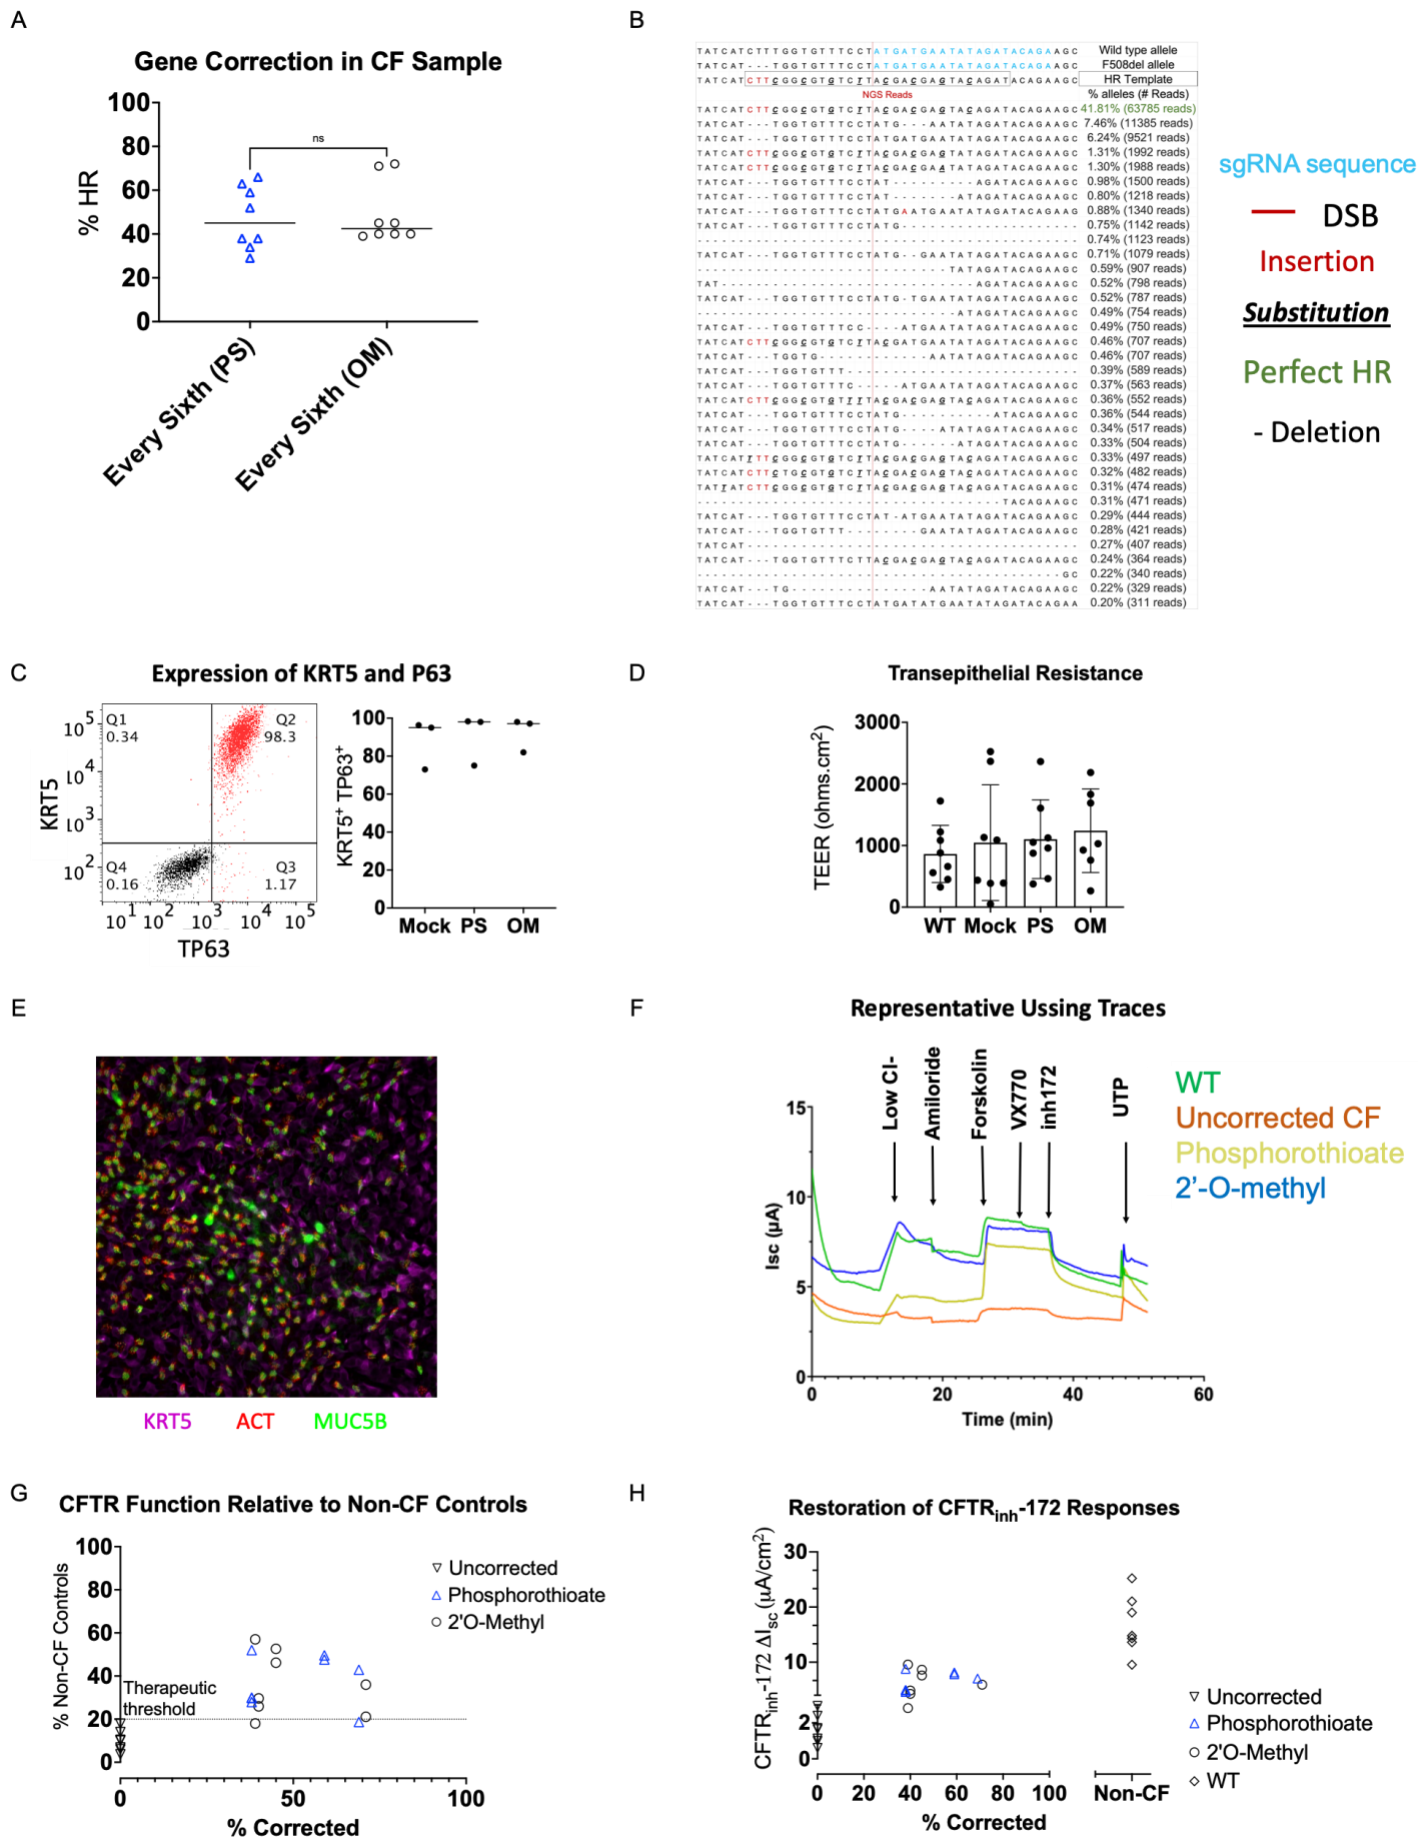 A
Gene Correction in CF Sample
% HR
100
80
60
40
20
0
ns
Every Sixth (PS)
Every Sixth (OM)
B
TATCATCTTTGGTGTTTCCTATGATGAATATAGATACAGAAGC Wild type allele
TATCAT---TGGTGTTTCCTATGATGAATATAGATACAGAAGC F508del allele
TATCATCTTCGGCGTGTCTTACGACGAGTACAGATACAGAAGC HR Template
NGS Reads
% alleles (# Reads)
41.81% (63785 reads)
7.46% (11385 reads)
6.24% (9521 reads)
1.31% (1992 reads)
1.30% (1988 reads)
0.98% (1500 reads)
0.80% (1218 reads)
0.88% (1340 reads)
0.75% (1142 reads)
0.74% (1123 reads)
0.71% (1079 reads)
0.59% (907 reads)
0.52% (798 reads)
0.52% (787 reads)
0.49% (754 reads)
0.49% (750 reads)
0.46% (707 reads)
0.46% (707 reads)
0.39% (589 reads)
0.37% (563 reads)
0.36% (552 reads)
0.36% (544 reads)
0.34% (517 reads)
0.33% (504 reads)
0.33% (497 reads)
0.32% (482 reads)
0.31% (474 reads)
0.31% (471 reads)
0.29% (444 reads)
0.28% (421 reads)
0.27% (407 reads)
0.24% (364 reads)
0.22% (340 reads)
0.22% (329 reads)
0.20% (311 reads)
sgRNA sequence
DSB
Insertion
Substitution
Perfect HR
- Deletion
C
Expression of KRT5 and P63
KRT5
10⁵
10⁴
10³
10²
Q1
0.34
Q2
98.3
Q4
0.16
Q3
1.17
10¹ 10² 10³ 10⁴ 10⁵
TP63
KRT5⁺ TP63⁺
100
80
60
40
20
0
Mock PS OM
D
Transepithelial Resistance
TEER (ohms.cm²)
3000
2000
1000
0
WT Mock PS OM
E
KRT5 ACT MUC5B
F
Representative Ussing Traces
Low Cl-
Amiloride
Forskolin
VX770
inh172
UTP
Isc (µA)
15
10
5
0
0 20 40 60
Time (min)
WT
Uncorrected CF
Phosphorothioate
2'-O-methyl
G
CFTR Function Relative to Non-CF Controls
% Non-CF Controls
100
80
60
40
20
0
Therapeutic
threshold
0 50 100
% Corrected
Uncorrected
Phosphorothioate
2'O-Methyl
H
Restoration of CFTRinh-172 Responses
CFTRinh-172 ΔIsc (µA/cm²)
30
20
10
2
0
0 20 40 60 80 100
Non-CF
% Corrected
Uncorrected
Phosphorothioate
2'O-Methyl
WT